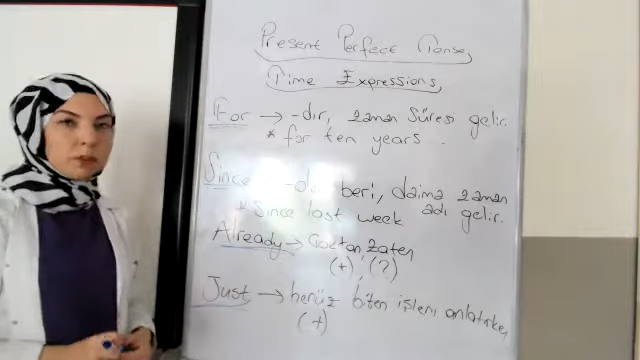 Present Perfect Tense
Time Expressions
For → -dır, zaman süresi gelir.
* for ten years.
Since -den beri, daima zaman
* Since last week adı gelir.
Already → Çoktan, zaten
(+), (?)
Just → henüz biten işleri anlatırken
(+)